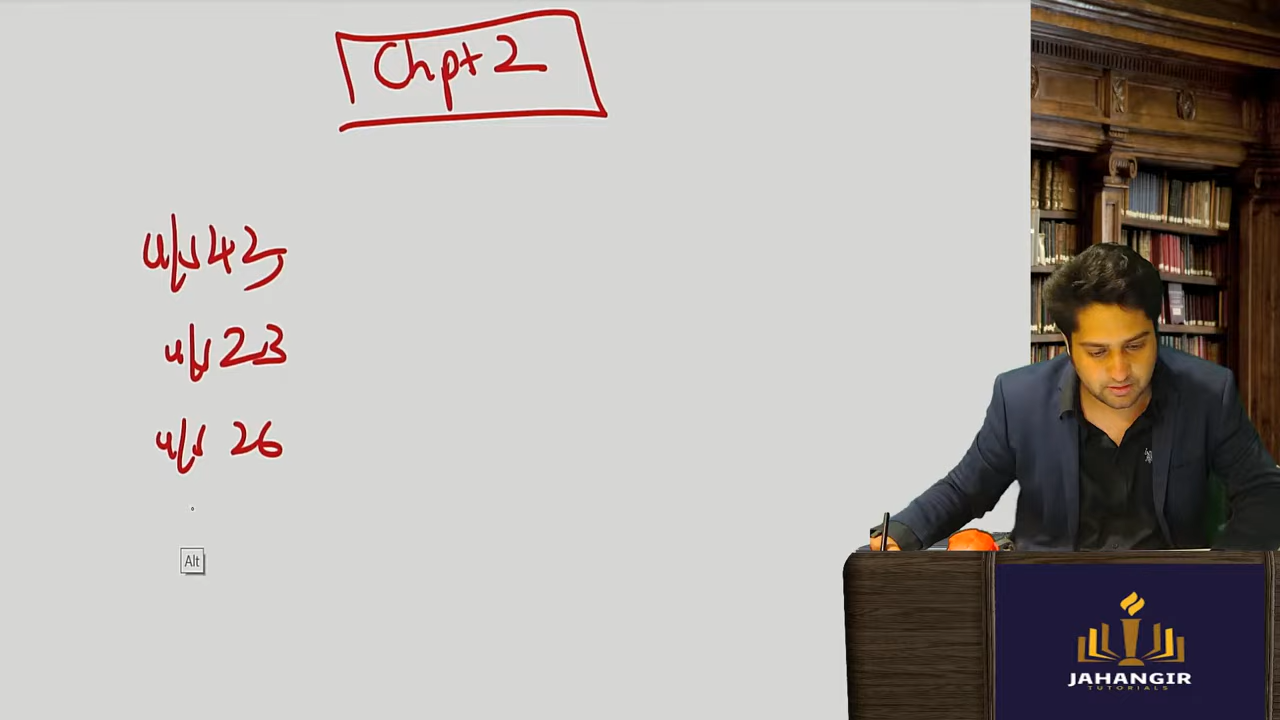 Chpt 2
u/s 42
u/s 23
u/s 26
Alt
JAHANGIR
TUTORIALS